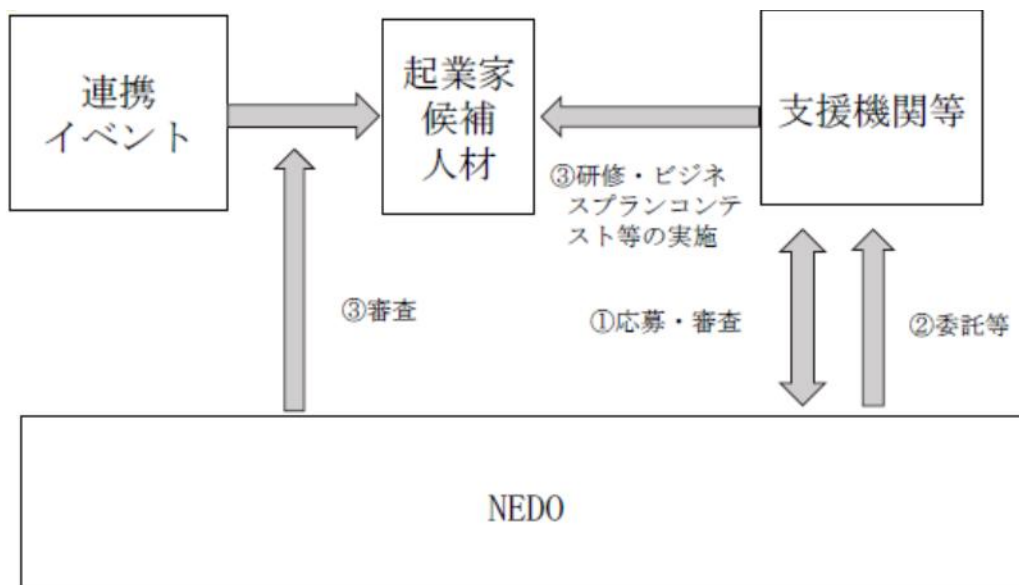 連携
イベント
起業家
候補
人材
支援機関等
③研修・ビジネ
スプランコンテ
スト等の実施
③審査
①応募・審査
②委託等
NEDO